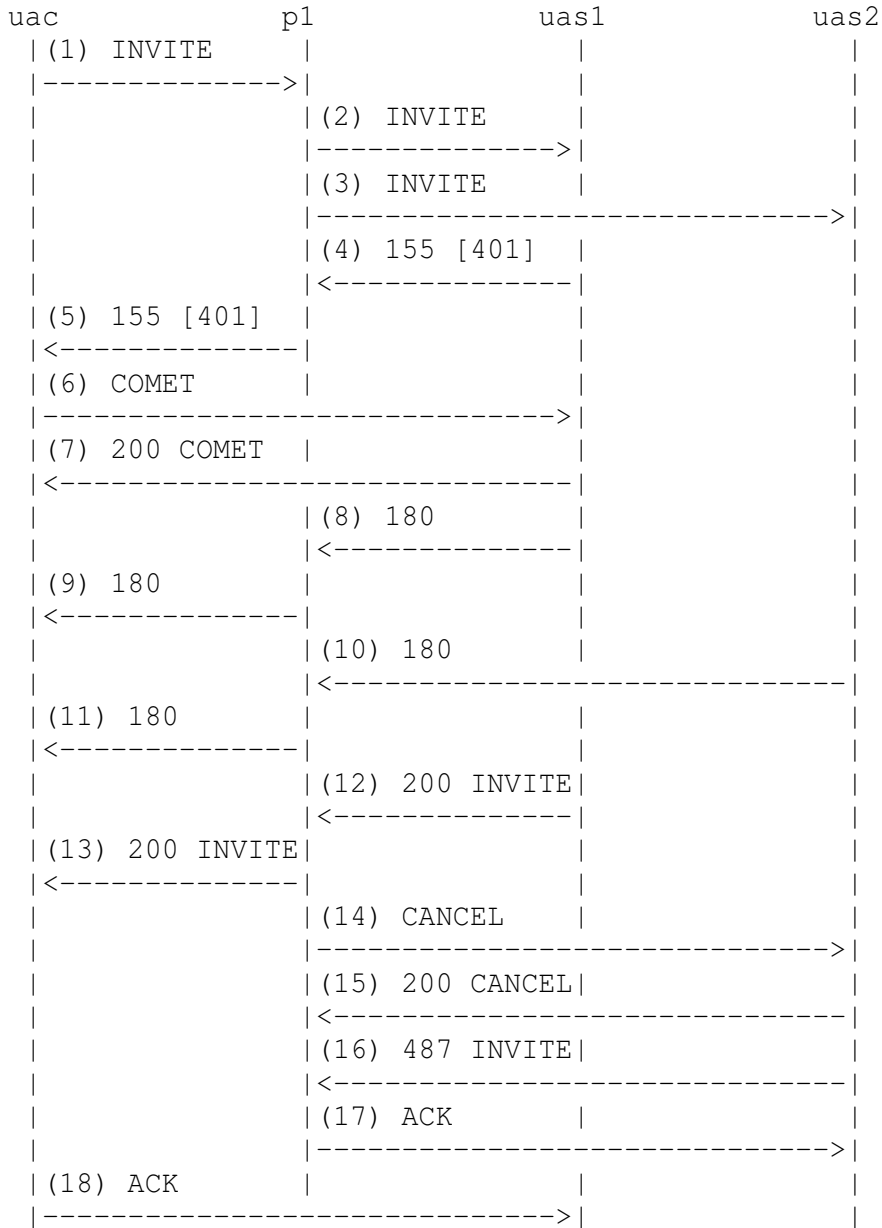 uac p1 uas1 uas2
(1) INVITE
(2) INVITE
(3) INVITE
(4) 155 [401]
(5) 155 [401]
(6) COMET
(7) 200 COMET
(8) 180
(9) 180
(10) 180
(11) 180
(12) 200 INVITE
(13) 200 INVITE
(14) CANCEL
(15) 200 CANCEL
(16) 487 INVITE
(17) ACK
(18) ACK